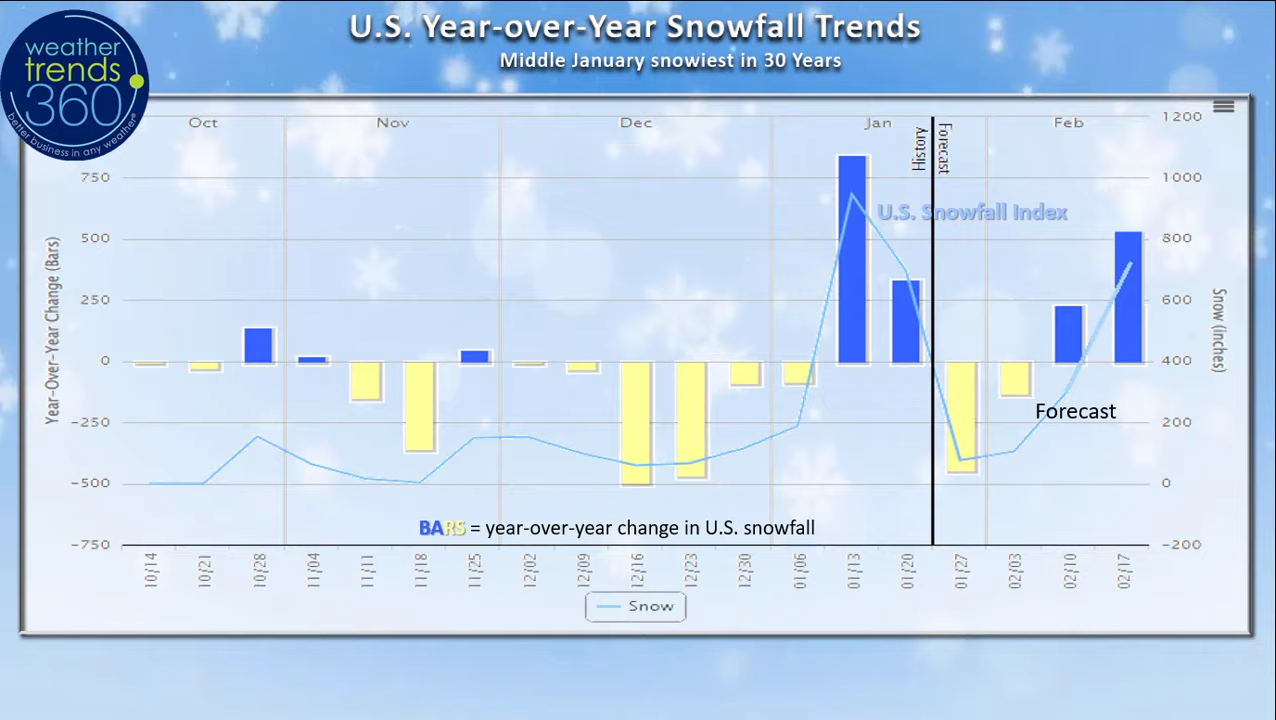 U.S. Year-over-Year Snowfall Trends
Middle January snowiest in 30 Years
weather
trends
360
better business in any weather®
Oct Nov Dec Jan Feb
History
Forecast
U.S. Snowfall Index
Year-Over-Year Change (Bars)
750
500
250
0
-250
-500
-750
1200
1000
800
600
400
200
0
-200
Snow (inches)
Forecast
BARS = year-over-year change in U.S. snowfall
10/14 10/21 10/28 11/04 11/11 11/18 11/25 12/02 12/09 12/16 12/23 12/30 01/06 01/13 01/20 01/27 02/03 02/10 02/17
Snow